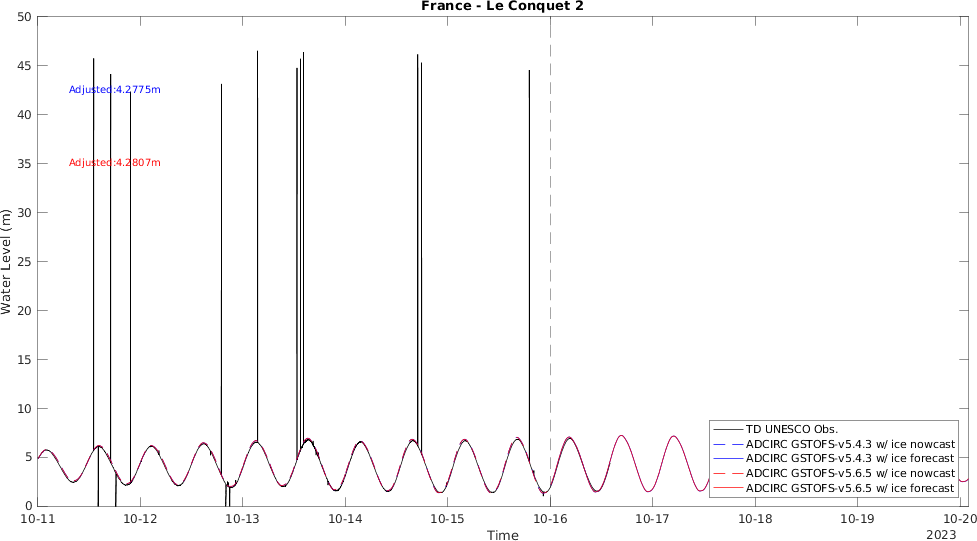 France - Le Conquet 2
50
45
40
35
30
25
20
15
10
5
0
Water Level (m)
Adjusted:4.2775m
Adjusted:4.2807m
TD UNESCO Obs.
ADCIRC GSTOFS-v5.4.3 w/ ice nowcast
ADCIRC GSTOFS-v5.4.3 w/ ice forecast
ADCIRC GSTOFS-v5.6.5 w/ ice nowcast
ADCIRC GSTOFS-v5.6.5 w/ ice forecast
10-11 10-12 10-13 10-14 10-15 10-16 10-17 10-18 10-19 10-20
Time
2023